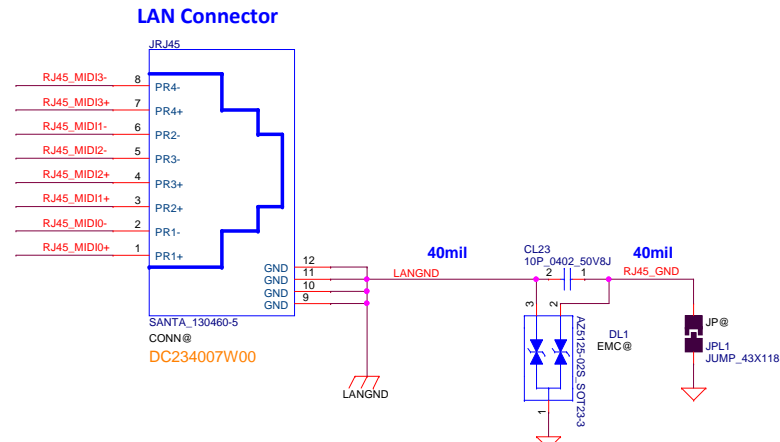 LAN Connector
JRJ45
RJ45_MIDI3- 8 PR4-
RJ45_MIDI3+ 7 PR4+
RJ45_MIDI1- 6 PR2-
RJ45_MIDI2- 5 PR3-
RJ45_MIDI2+ 4 PR3+
RJ45_MIDI1+ 3 PR2+
RJ45_MIDI0- 2 PR1-
RJ45_MIDI0+ 1 PR1+
GND 12
GND 11
GND 10
GND 9
SANTA_130460-5
CONN@
DC234007W00
LANGND
40mil
LANGND
CL23
10P_0402_50V8J
2 1
40mil
RJ45_GND
3 2
1
AZ5125-02S_SOT23-3
DL1
EMC@
JP@
JPL1
JUMP_43X118